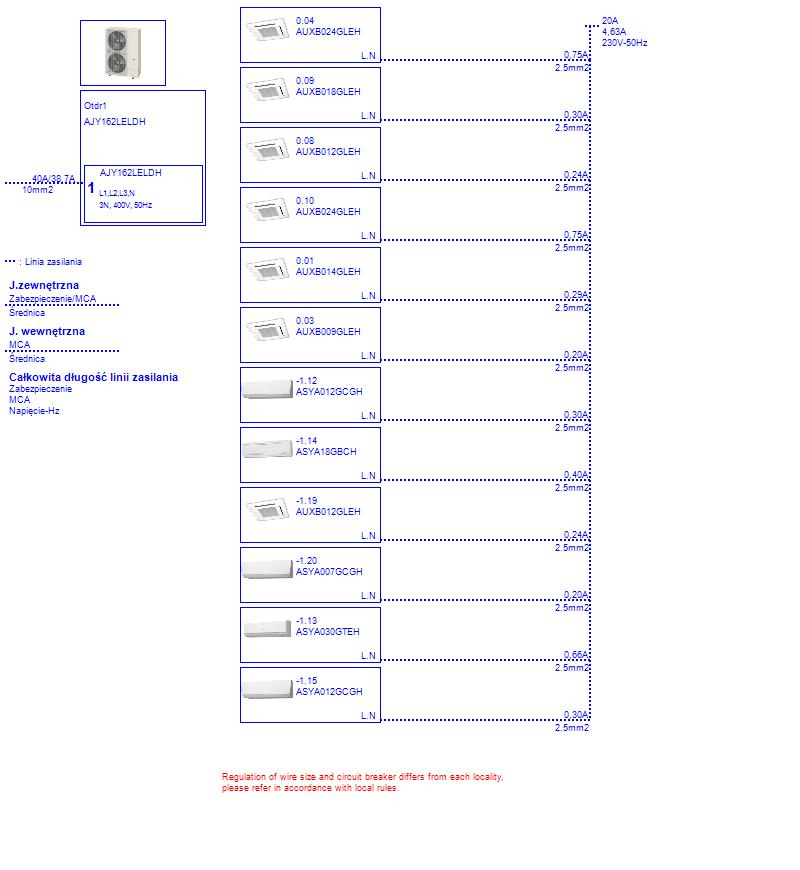 Otdr1
AJY162LELDH
AJY162LELDH
1
L1,L2,L3,N
3N, 400V, 50Hz
40A/38,7A
10mm2
: Linia zasilania
J.zewnętrzna
Zabezpieczenie/MCA
Średnica
J. wewnętrzna
MCA
Średnica
Całkowita długość linii zasilania
Zabezpieczenie
MCA
Napięcie-Hz
0.04
AUXB024GLEH
L.N
0,75A
2.5mm2
0.09
AUXB018GLEH
L.N
0,30A
2.5mm2
0.08
AUXB012GLEH
L.N
0,24A
2.5mm2
0.10
AUXB024GLEH
L.N
0,75A
2.5mm2
0.01
AUXB014GLEH
L.N
0,29A
2.5mm2
0.03
AUXB009GLEH
L.N
0,20A
2.5mm2
-1.12
ASYA012GCGH
L.N
0,30A
2.5mm2
-1,14
ASYA18GBCH
L.N
0,40A
2.5mm2
-1.19
AUXB012GLEH
L.N
0,24A
2.5mm2
-1.20
ASYA007GCGH
L.N
0,20A
2.5mm2
-1.13
ASYA030GTEH
L.N
0,66A
2.5mm2
-1,15
ASYA012GCGH
L.N
0,30A
2.5mm2
20A
4,63A
230V-50Hz
Regulation of wire size and circuit breaker differs from each locality,
please refer in accordance with local rules.